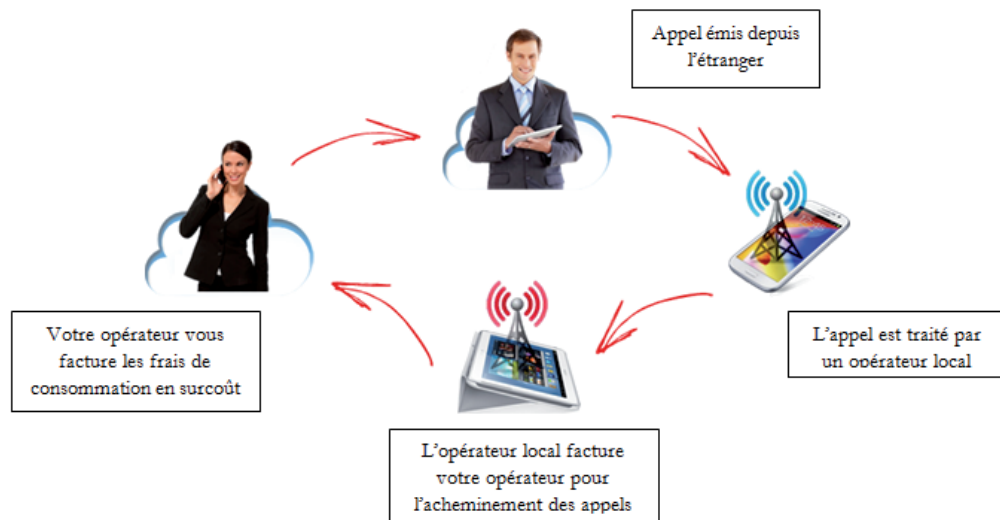 Appel émis depuis
l'étranger
L'appel est traité par
un opérateur local
L'opérateur local facture
votre opérateur pour
l'acheminement des appels
Votre opérateur vous
facture les frais de
consommation en surcoût